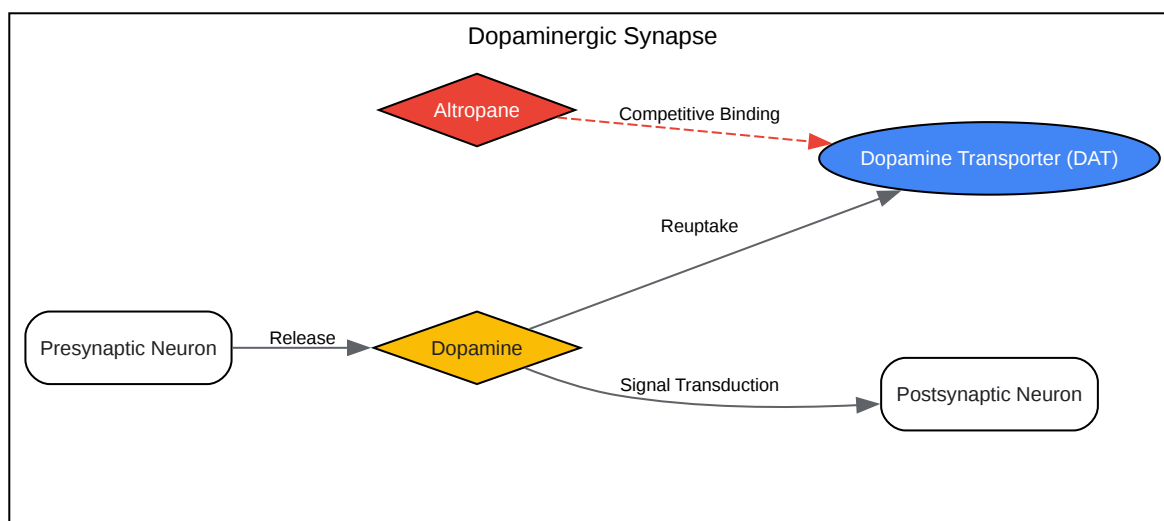 Dopaminergic Synapse
Altropane
Competitive Binding
Dopamine Transporter (DAT)
Reuptake
Presynaptic Neuron
Release
Dopamine
Signal Transduction
Postsynaptic Neuron